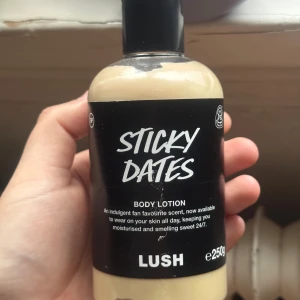 STICKY
DATES
BODY LOTION
An indulgent fan favourite scent, now available
to wear on your skin all day, keeping you
moisturised and smelling sweet 24/7.
LUSH
℮250g